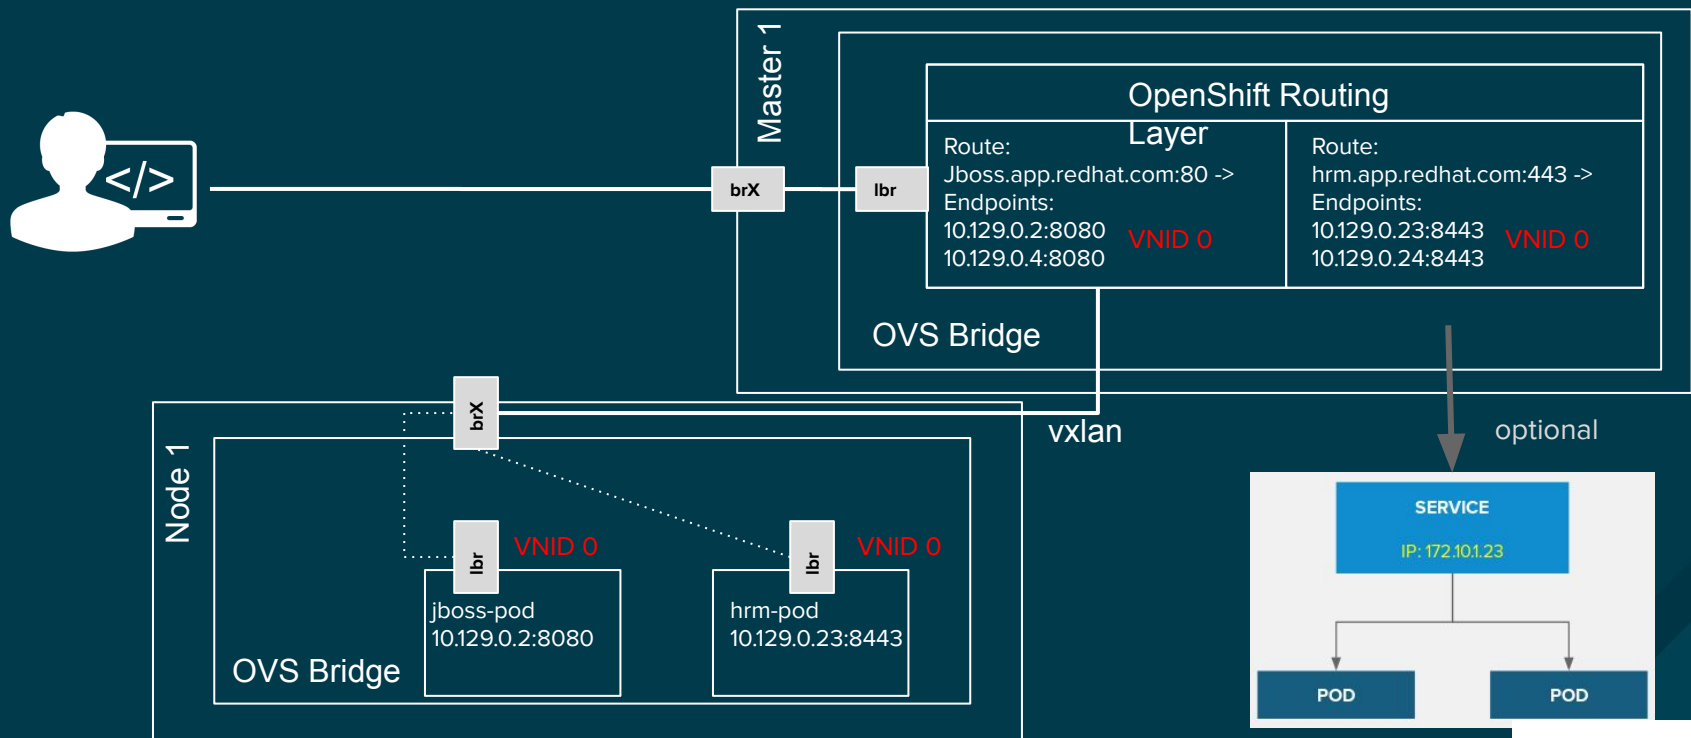 Master 1
OpenShift Routing
Layer
</>
brX
lbr
Route:
Jboss.app.redhat.com:80 ->
Endpoints:
10.129.0.2:8080
10.129.0.4:8080
VNID 0
Route:
hrm.app.redhat.com:443 ->
Endpoints:
10.129.0.23:8443
10.129.0.24:8443
VNID 0
OVS Bridge
vxlan
optional
Node 1
brX
lbr
VNID 0
jboss-pod
10.129.0.2:8080
lbr
VNID 0
hrm-pod
10.129.0.23:8443
OVS Bridge
SERVICE
IP: 172.10.1.23
POD
POD